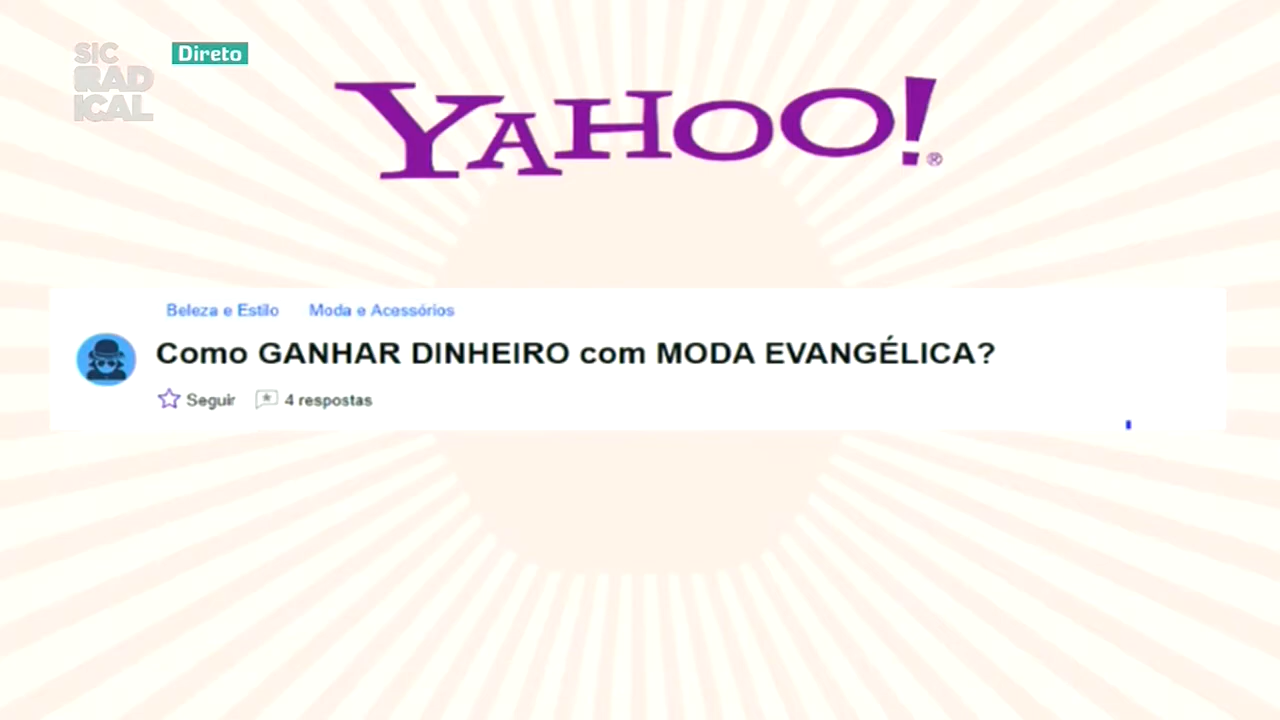 SIC
RAD
ICAL
Direto
YAHOO!®
Beleza e Estilo Moda e Acessórios
Como GANHAR DINHEIRO com MODA EVANGÉLICA?
Seguir 4 respostas